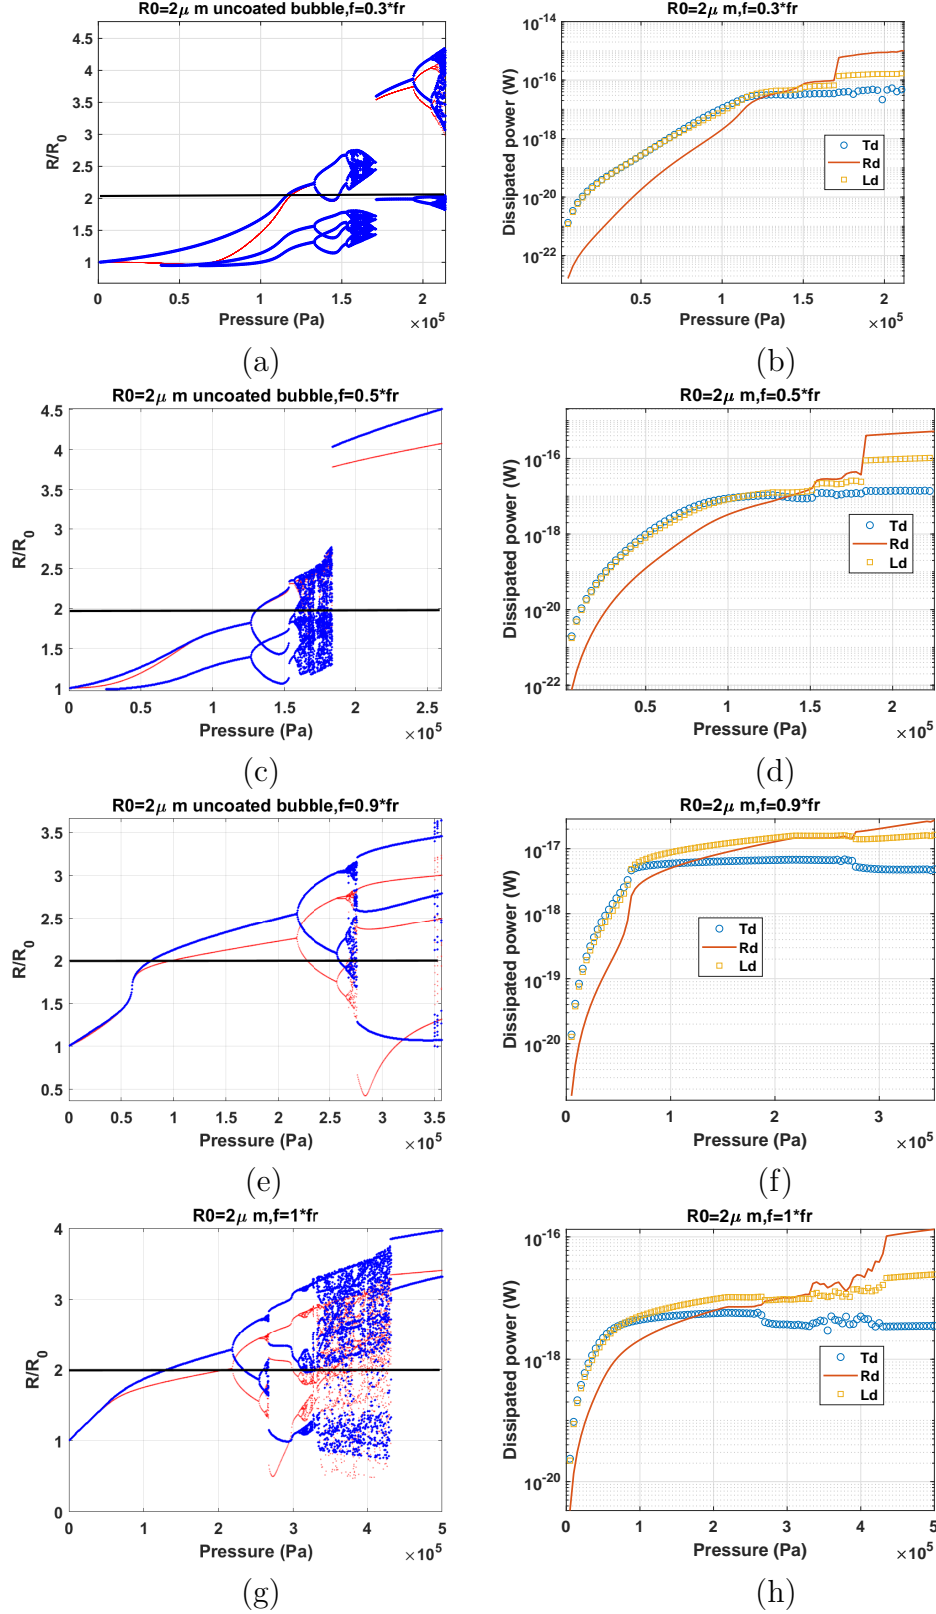 R0=2μ m uncoated bubble,f=0.3*fr
R/R0
4
3.5
3
2.5
2
1.5
1
0 0.5 1 1.5 2
Pressure (Pa) ×10^5
(a)
R0=2μ m,f=0.3*fr
Dissipated power (W)
10^-14
10^-16
10^-18
10^-20
10^-22
Td
Rd
Ld
0.5 1 1.5 2
Pressure (Pa) ×10^5
(b)
R0=2μ m uncoated bubble,f=0.5*fr
R/R0
4.5
4
3.5
3
2.5
2
1.5
1
0 0.5 1 1.5 2 2.5
Pressure (Pa) ×10^5
(c)
R0=2μ m,f=0.5*fr
Dissipated power (W)
10^-16
10^-18
10^-20
10^-22
Td
Rd
Ld
0.5 1 1.5 2
Pressure (Pa) ×10^5
(d)
R0=2μ m uncoated bubble,f=0.9*fr
R/R0
3.5
3
2.5
2
1.5
1
0.5
0 0.5 1 1.5 2 2.5 3 3.5
Pressure (Pa) ×10^5
(e)
R0=2μ m,f=0.9*fr
Dissipated power (W)
10^-17
10^-18
10^-19
10^-20
Td
Rd
Ld
0 1 2 3
Pressure (Pa) ×10^5
(f)
R0=2μ m,f=1*fr
R/R0
4
3
2
1
0
0 1 2 3 4 5
Pressure (Pa) ×10^5
(g)
R0=2μ m,f=1*fr
Dissipated power (W)
10^-16
10^-18
10^-20
Td
Rd
Ld
0 1 2 3 4 5
Pressure (Pa) ×10^5
(h)